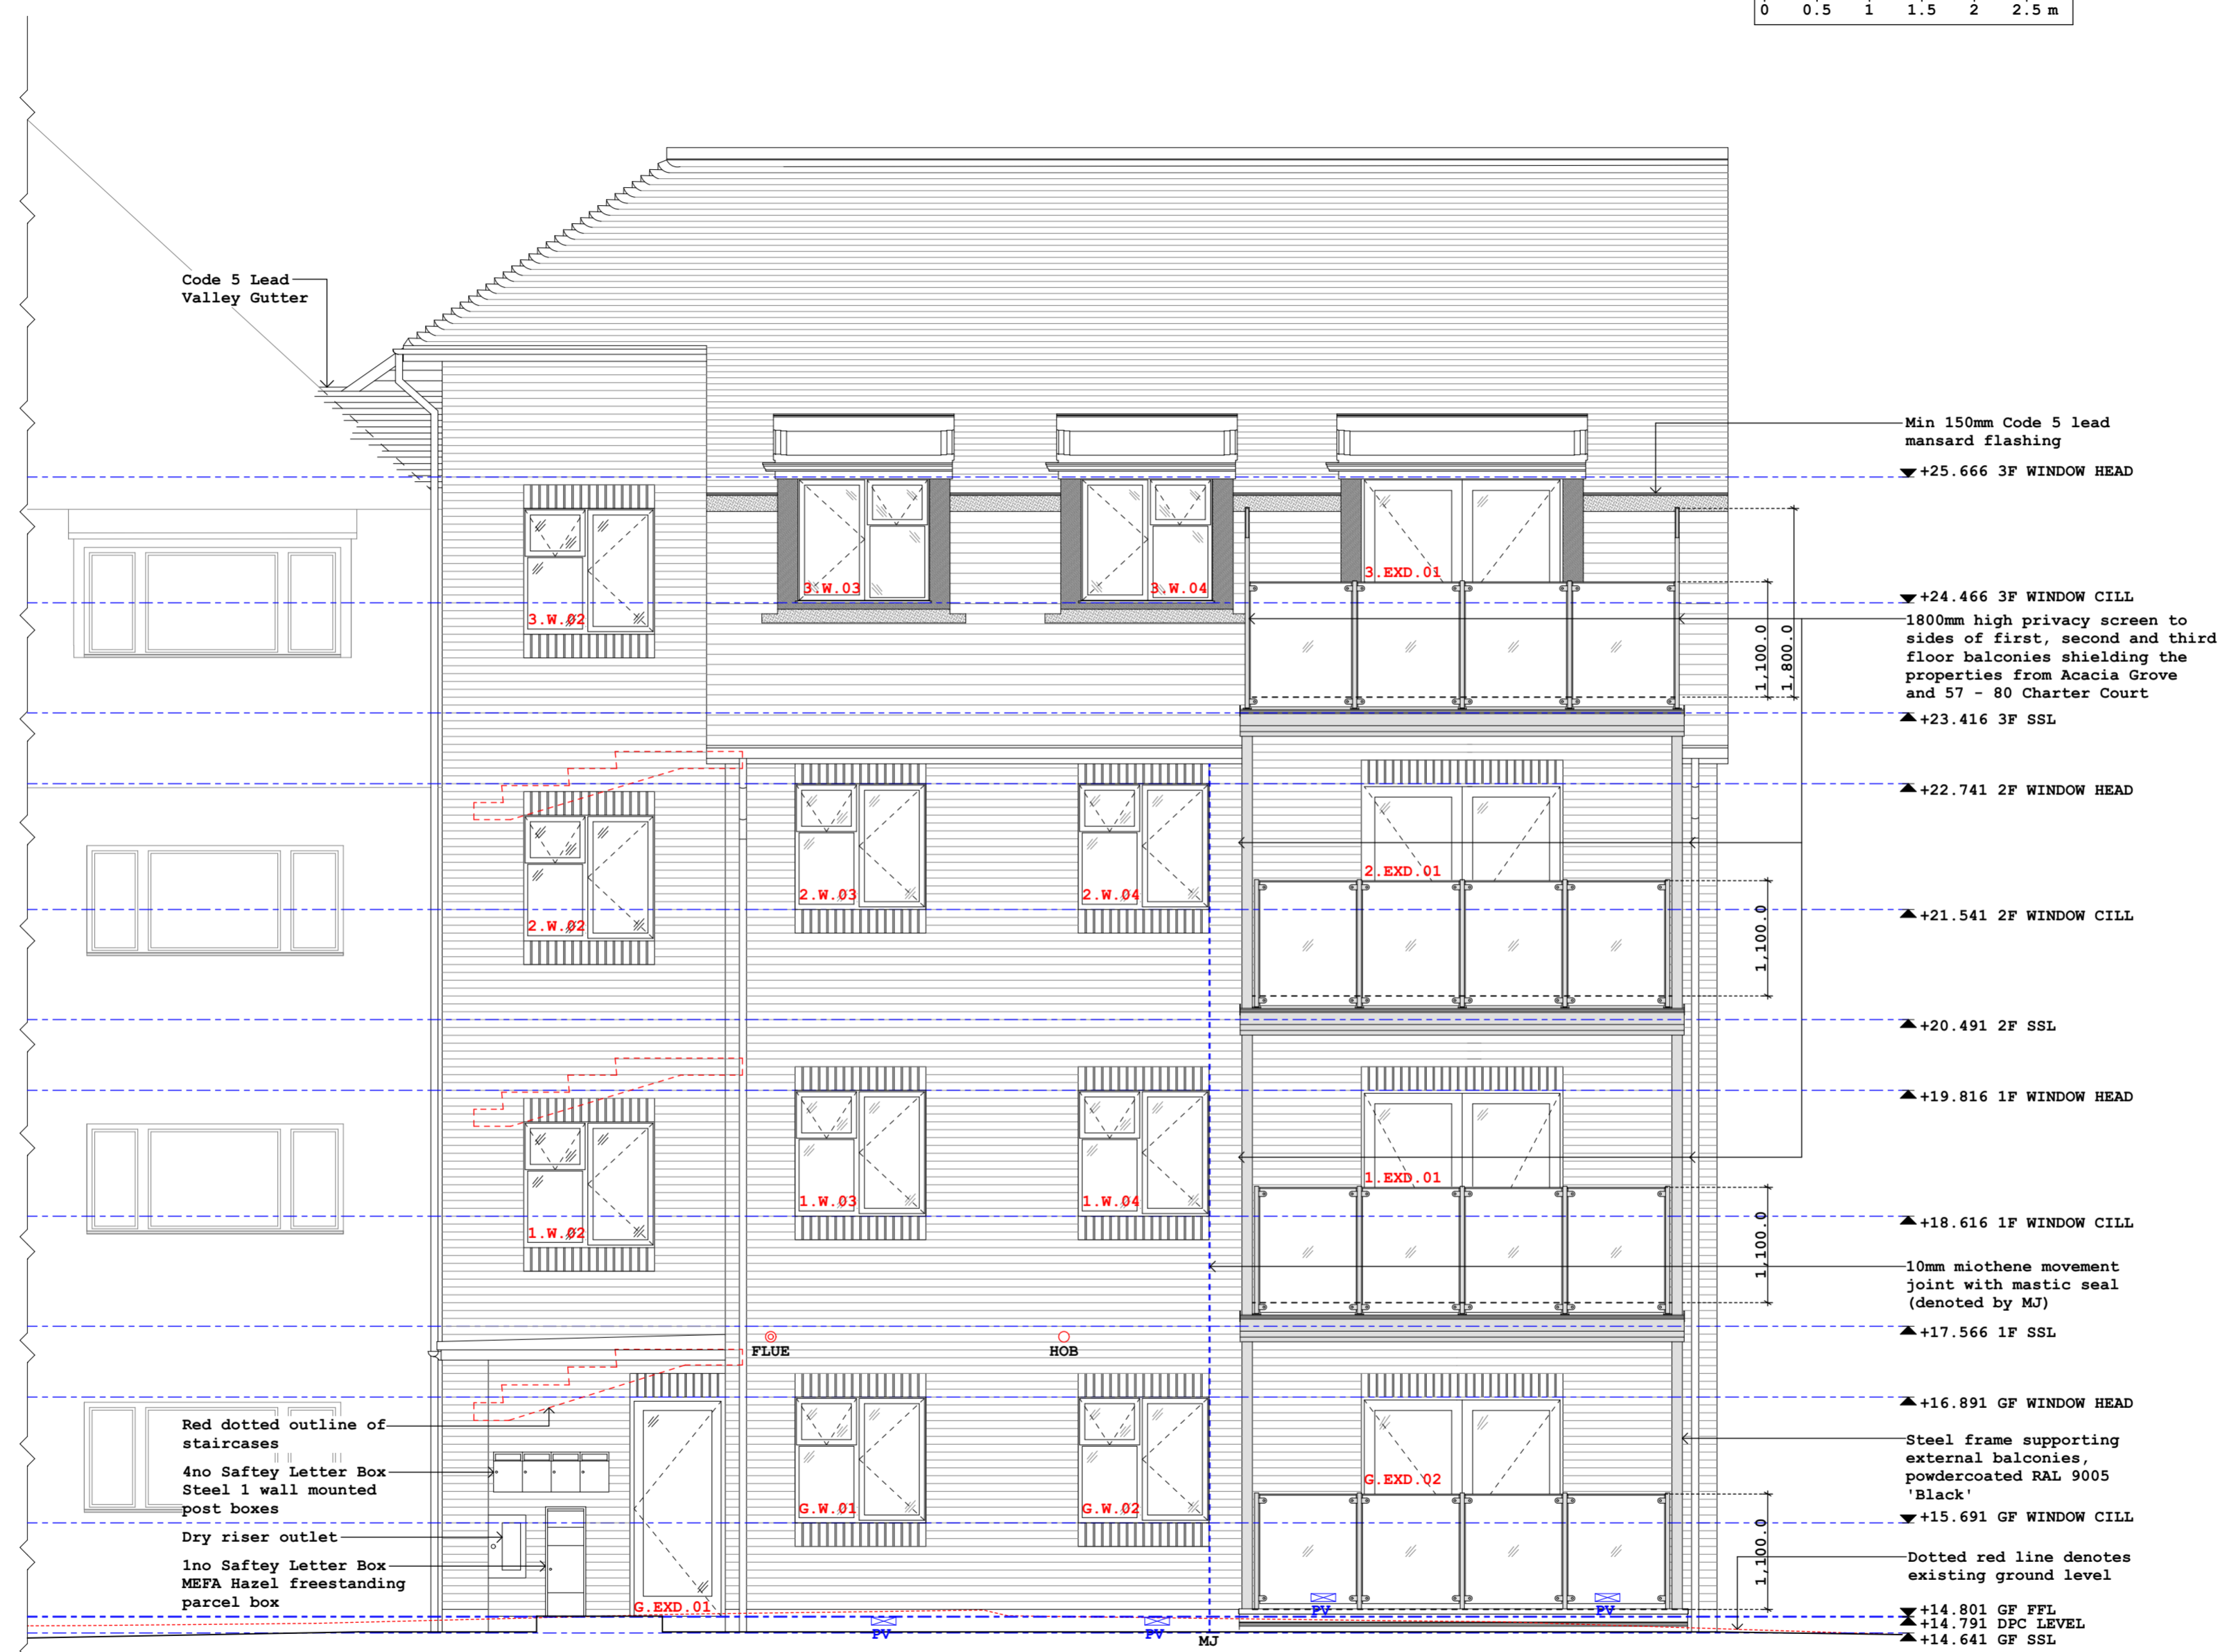 0 0.5 1 1.5 2 2.5 m
Code 5 Lead
Valley Gutter
Min 150mm Code 5 lead
mansard flashing
+25.666 3F WINDOW HEAD
3.EXD.01
3.W.03
3.W.04
3.W.02
+24.466 3F WINDOW CILL
1800mm high privacy screen to
sides of first, second and third
floor balconies shielding the
properties from Acacia Grove
and 57 - 80 Charter Court
1,100.0
1,800.0
+23.416 3F SSL
+22.741 2F WINDOW HEAD
2.EXD.01
2.W.03
2.W.04
2.W.02
+21.541 2F WINDOW CILL
1,100.0
+20.491 2F SSL
+19.816 1F WINDOW HEAD
1.EXD.01
1.W.03
1.W.04
1.W.02
+18.616 1F WINDOW CILL
1,100.0
10mm miothene movement
joint with mastic seal
(denoted by MJ)
+17.566 1F SSL
FLUE
HOB
+16.891 GF WINDOW HEAD
Red dotted outline of
staircases
Steel frame supporting
external balconies,
powdercoated RAL 9005
'Black'
4no Saftey Letter Box
Steel 1 wall mounted
post boxes
G.EXD.02
G.W.01
G.W.02
+15.691 GF WINDOW CILL
Dry riser outlet
1,100.0
1no Saftey Letter Box
MEFA Hazel freestanding
parcel box
Dotted red line denotes
existing ground level
G.EXD.01
PV
PV
+14.801 GF FFL
+14.791 DPC LEVEL
+14.641 GF SSL
PV
PV
MJ